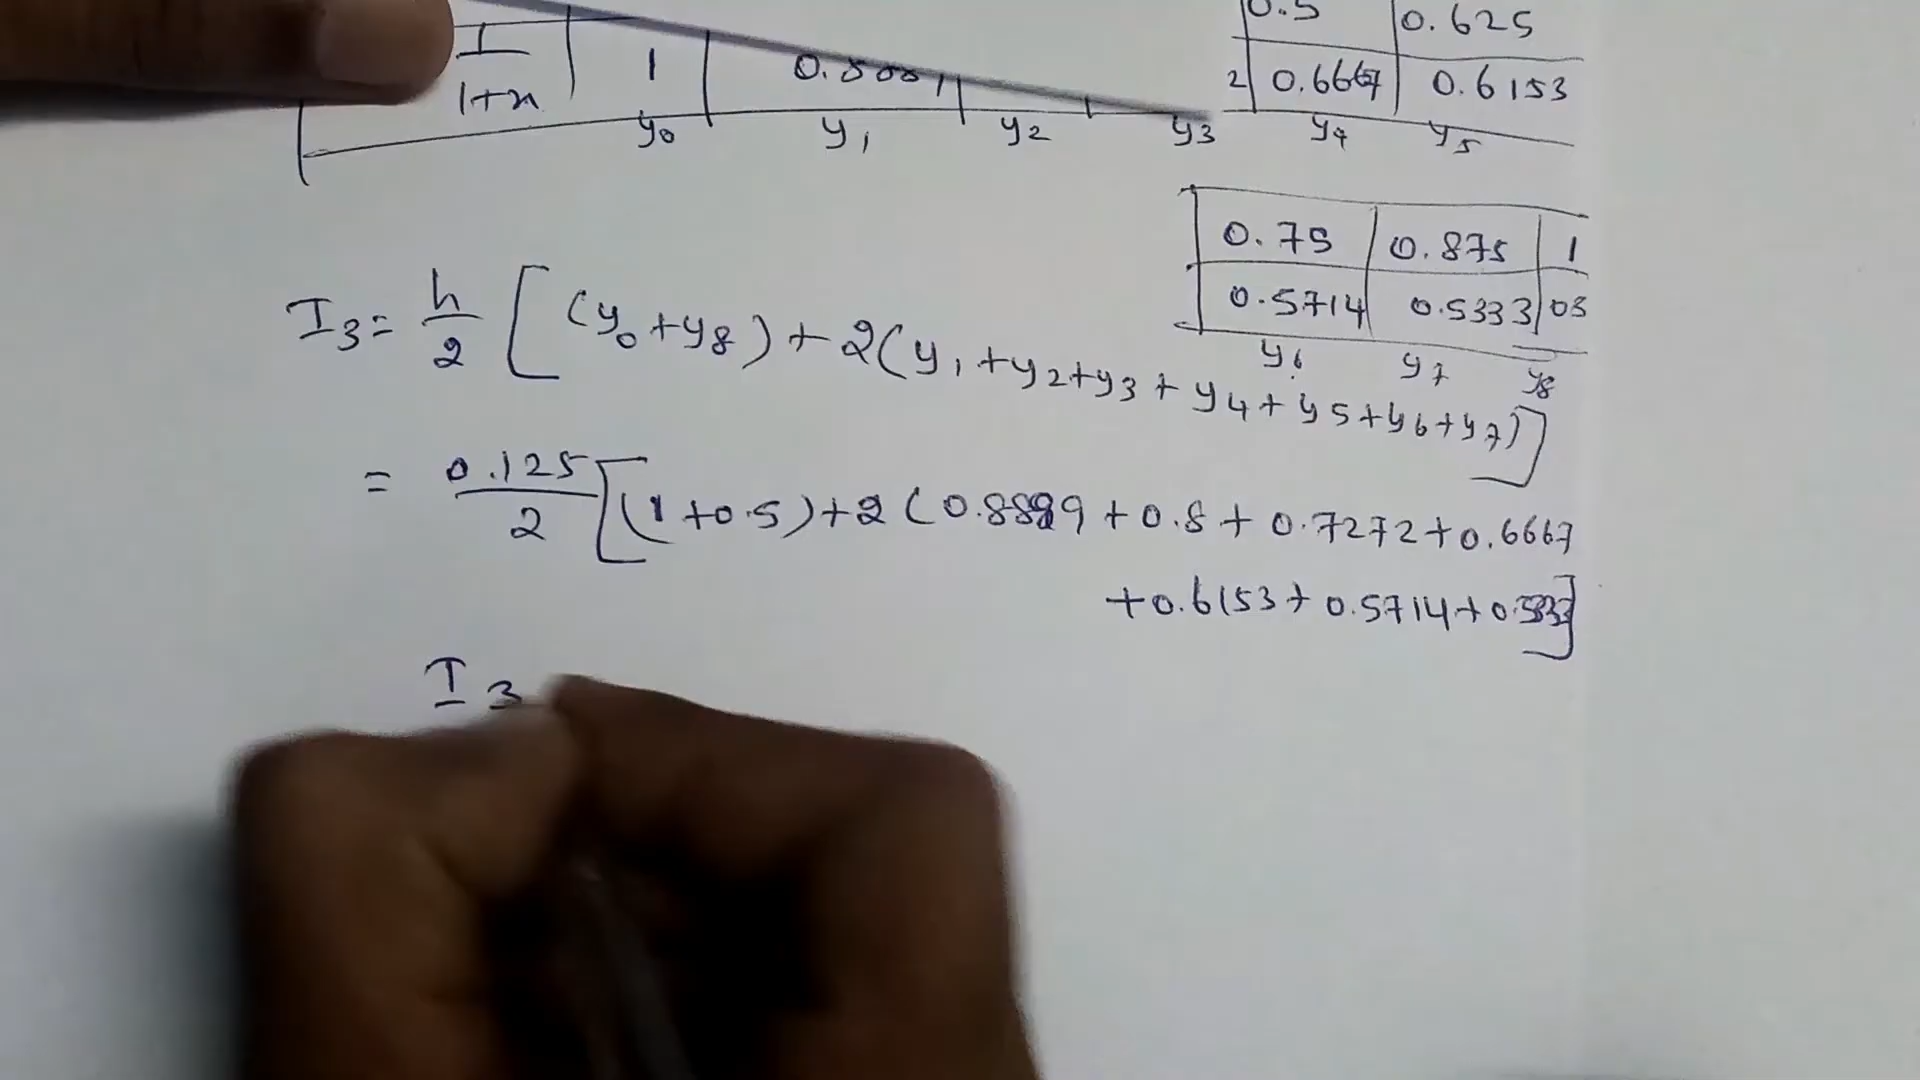 0.5 0.625
1/(1+x) 1 2 0.6667 0.6153
y0 y1 y2 y3 y4 y5
0.75 0.875 1
0.5714 0.5333 0.5
y6 y7 y8
I3 = h/2 [(y0+y8)+2(y1+y2+y3+y4+y5+y6+y7)]
= 0.125/2 [(1+0.5)+2(0.8889+0.8+0.7272+0.6667
+0.6153+0.5714+0.5333]
I3